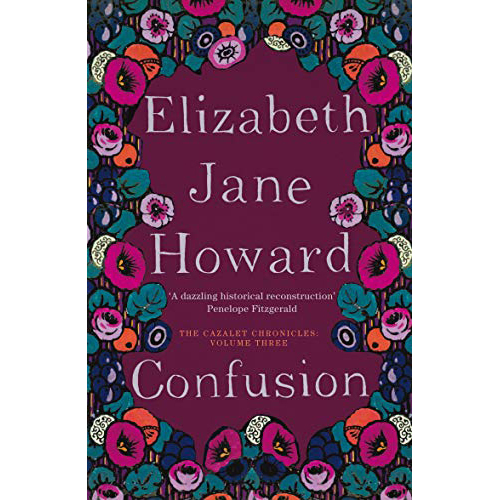 Elizabeth
Jane
Howard
‘A dazzling historical reconstruction’
Penelope Fitzgerald
THE CAZALET CHRONICLES:
VOLUME THREE
Confusion